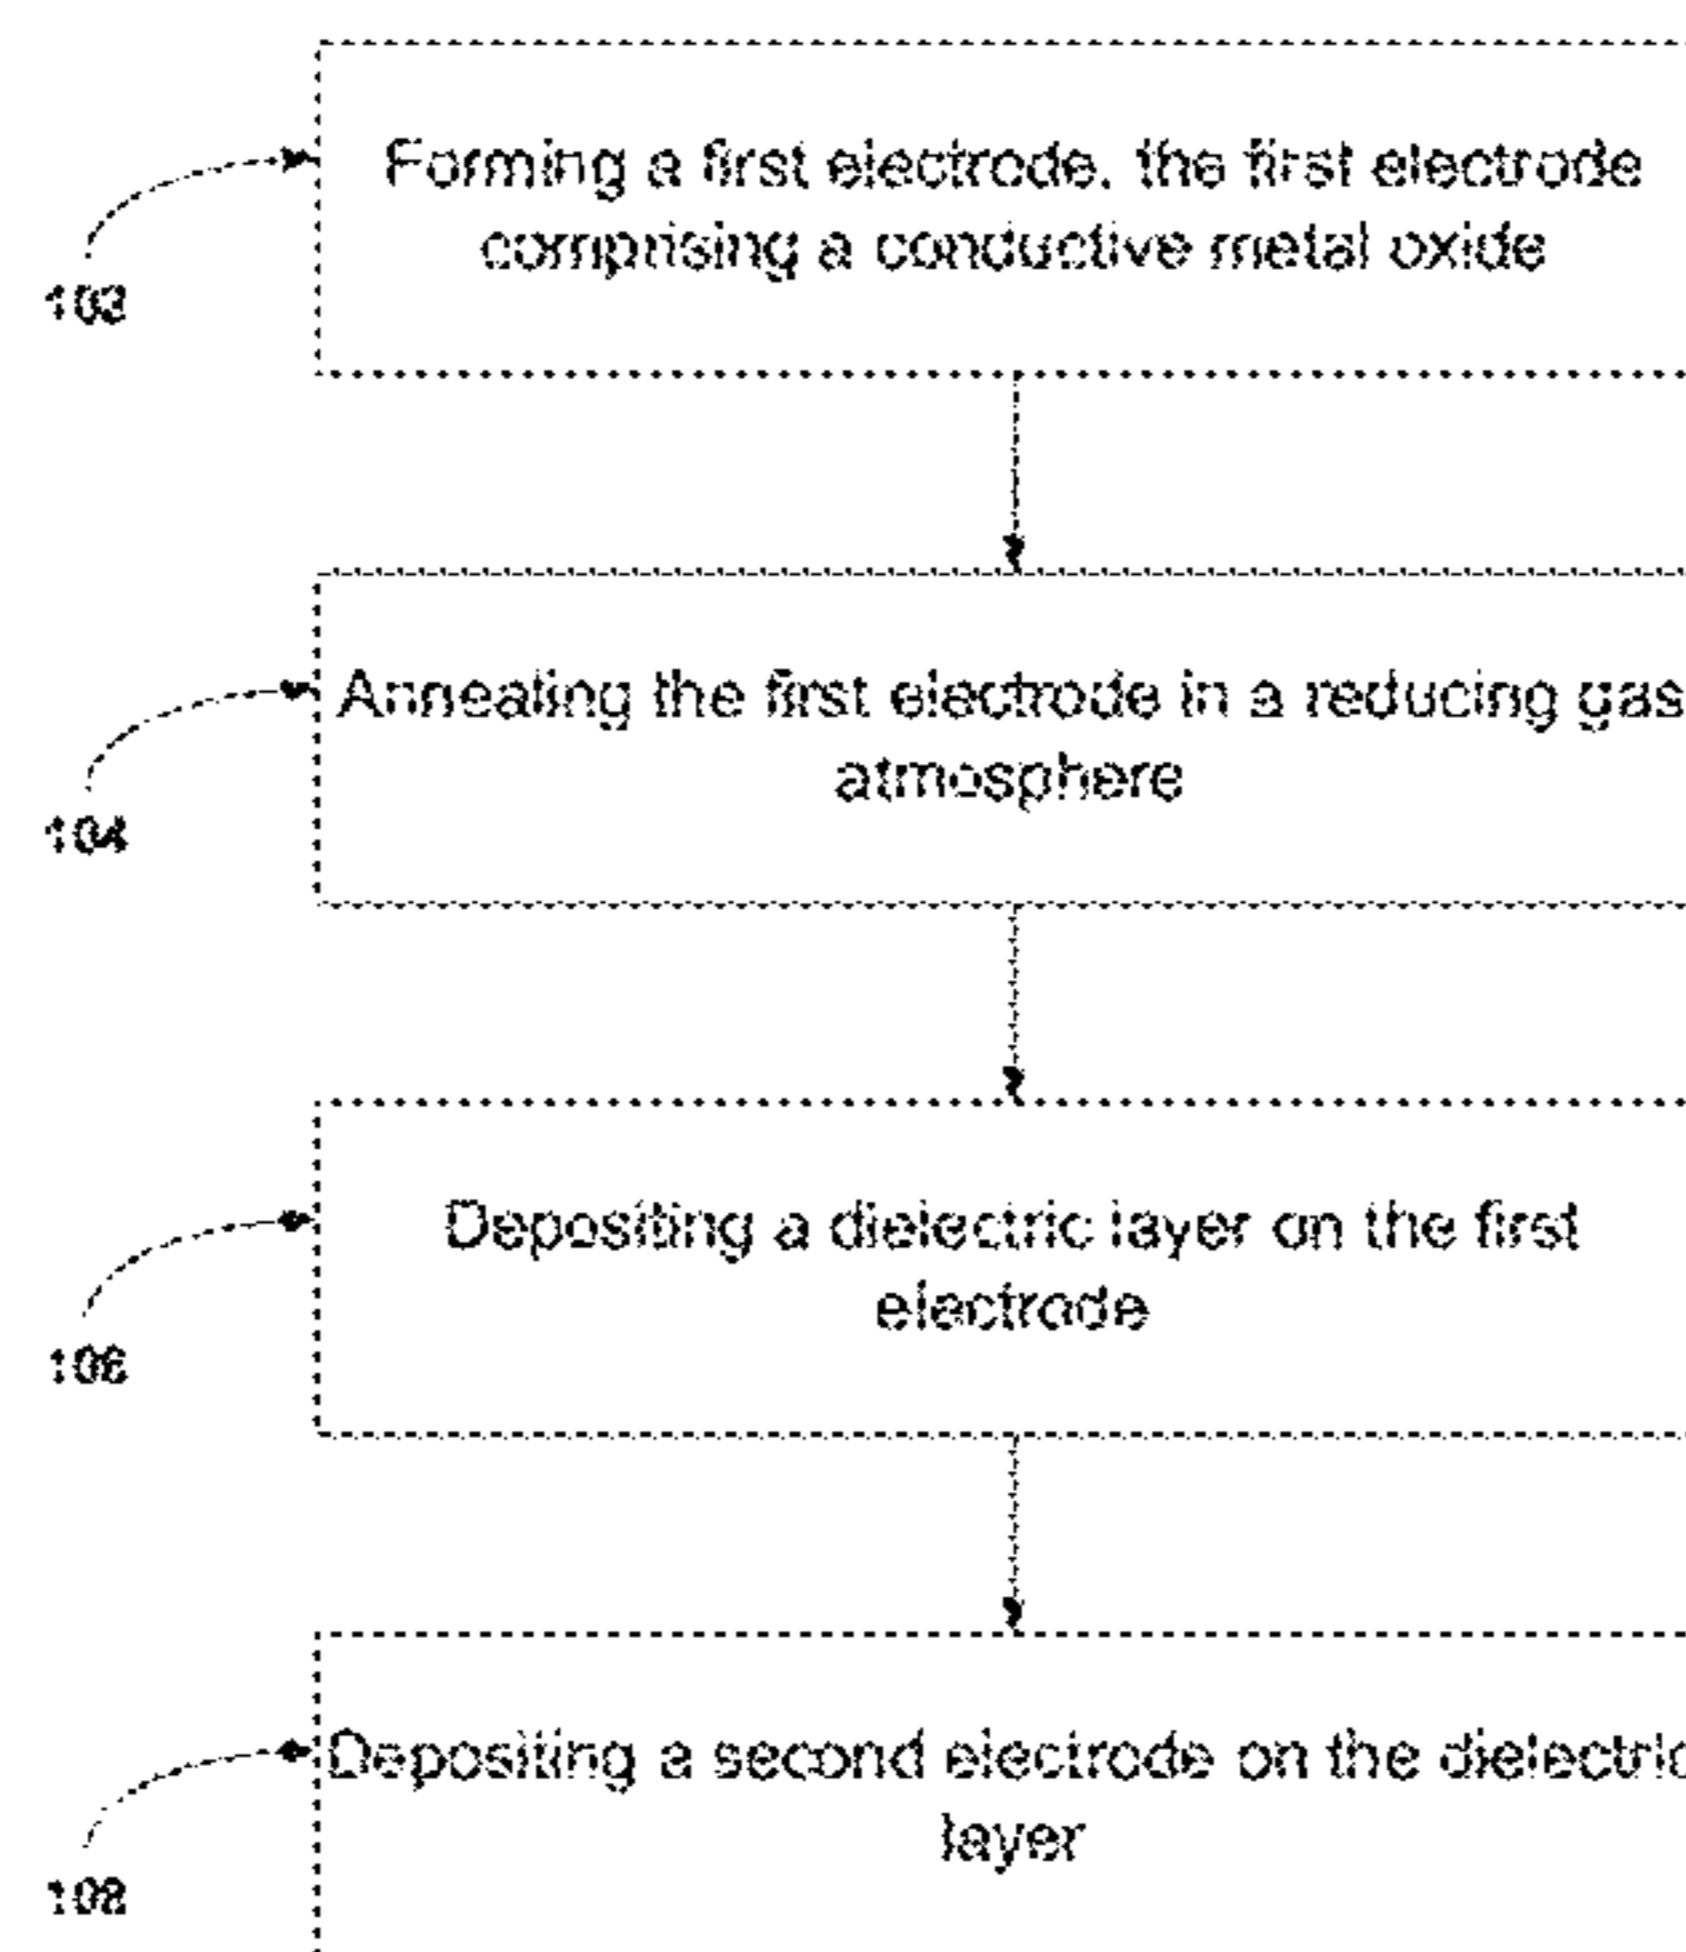 Forming a first electrode, the first electrode
comprising a conductive metal oxide
102
Annealing the first electrode in a reducing gas
atmosphere
104
Depositing a dielectric layer on the first
electrode
106
Depositing a second electrode on the dielectric
layer
108